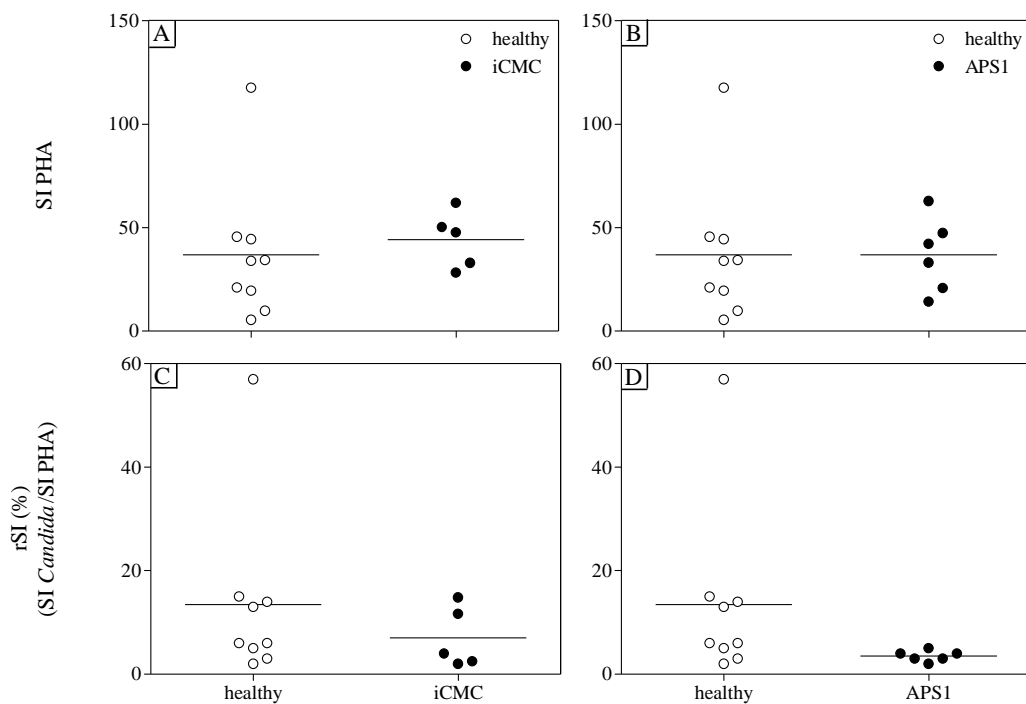 A
healthy
iCMC
150
100
50
0
SI PHA
B
healthy
APS1
150
100
50
0
C
60
40
20
0
rSI (%)
(SI Candida/SI PHA)
healthy
iCMC
D
60
40
20
0
healthy
APS1